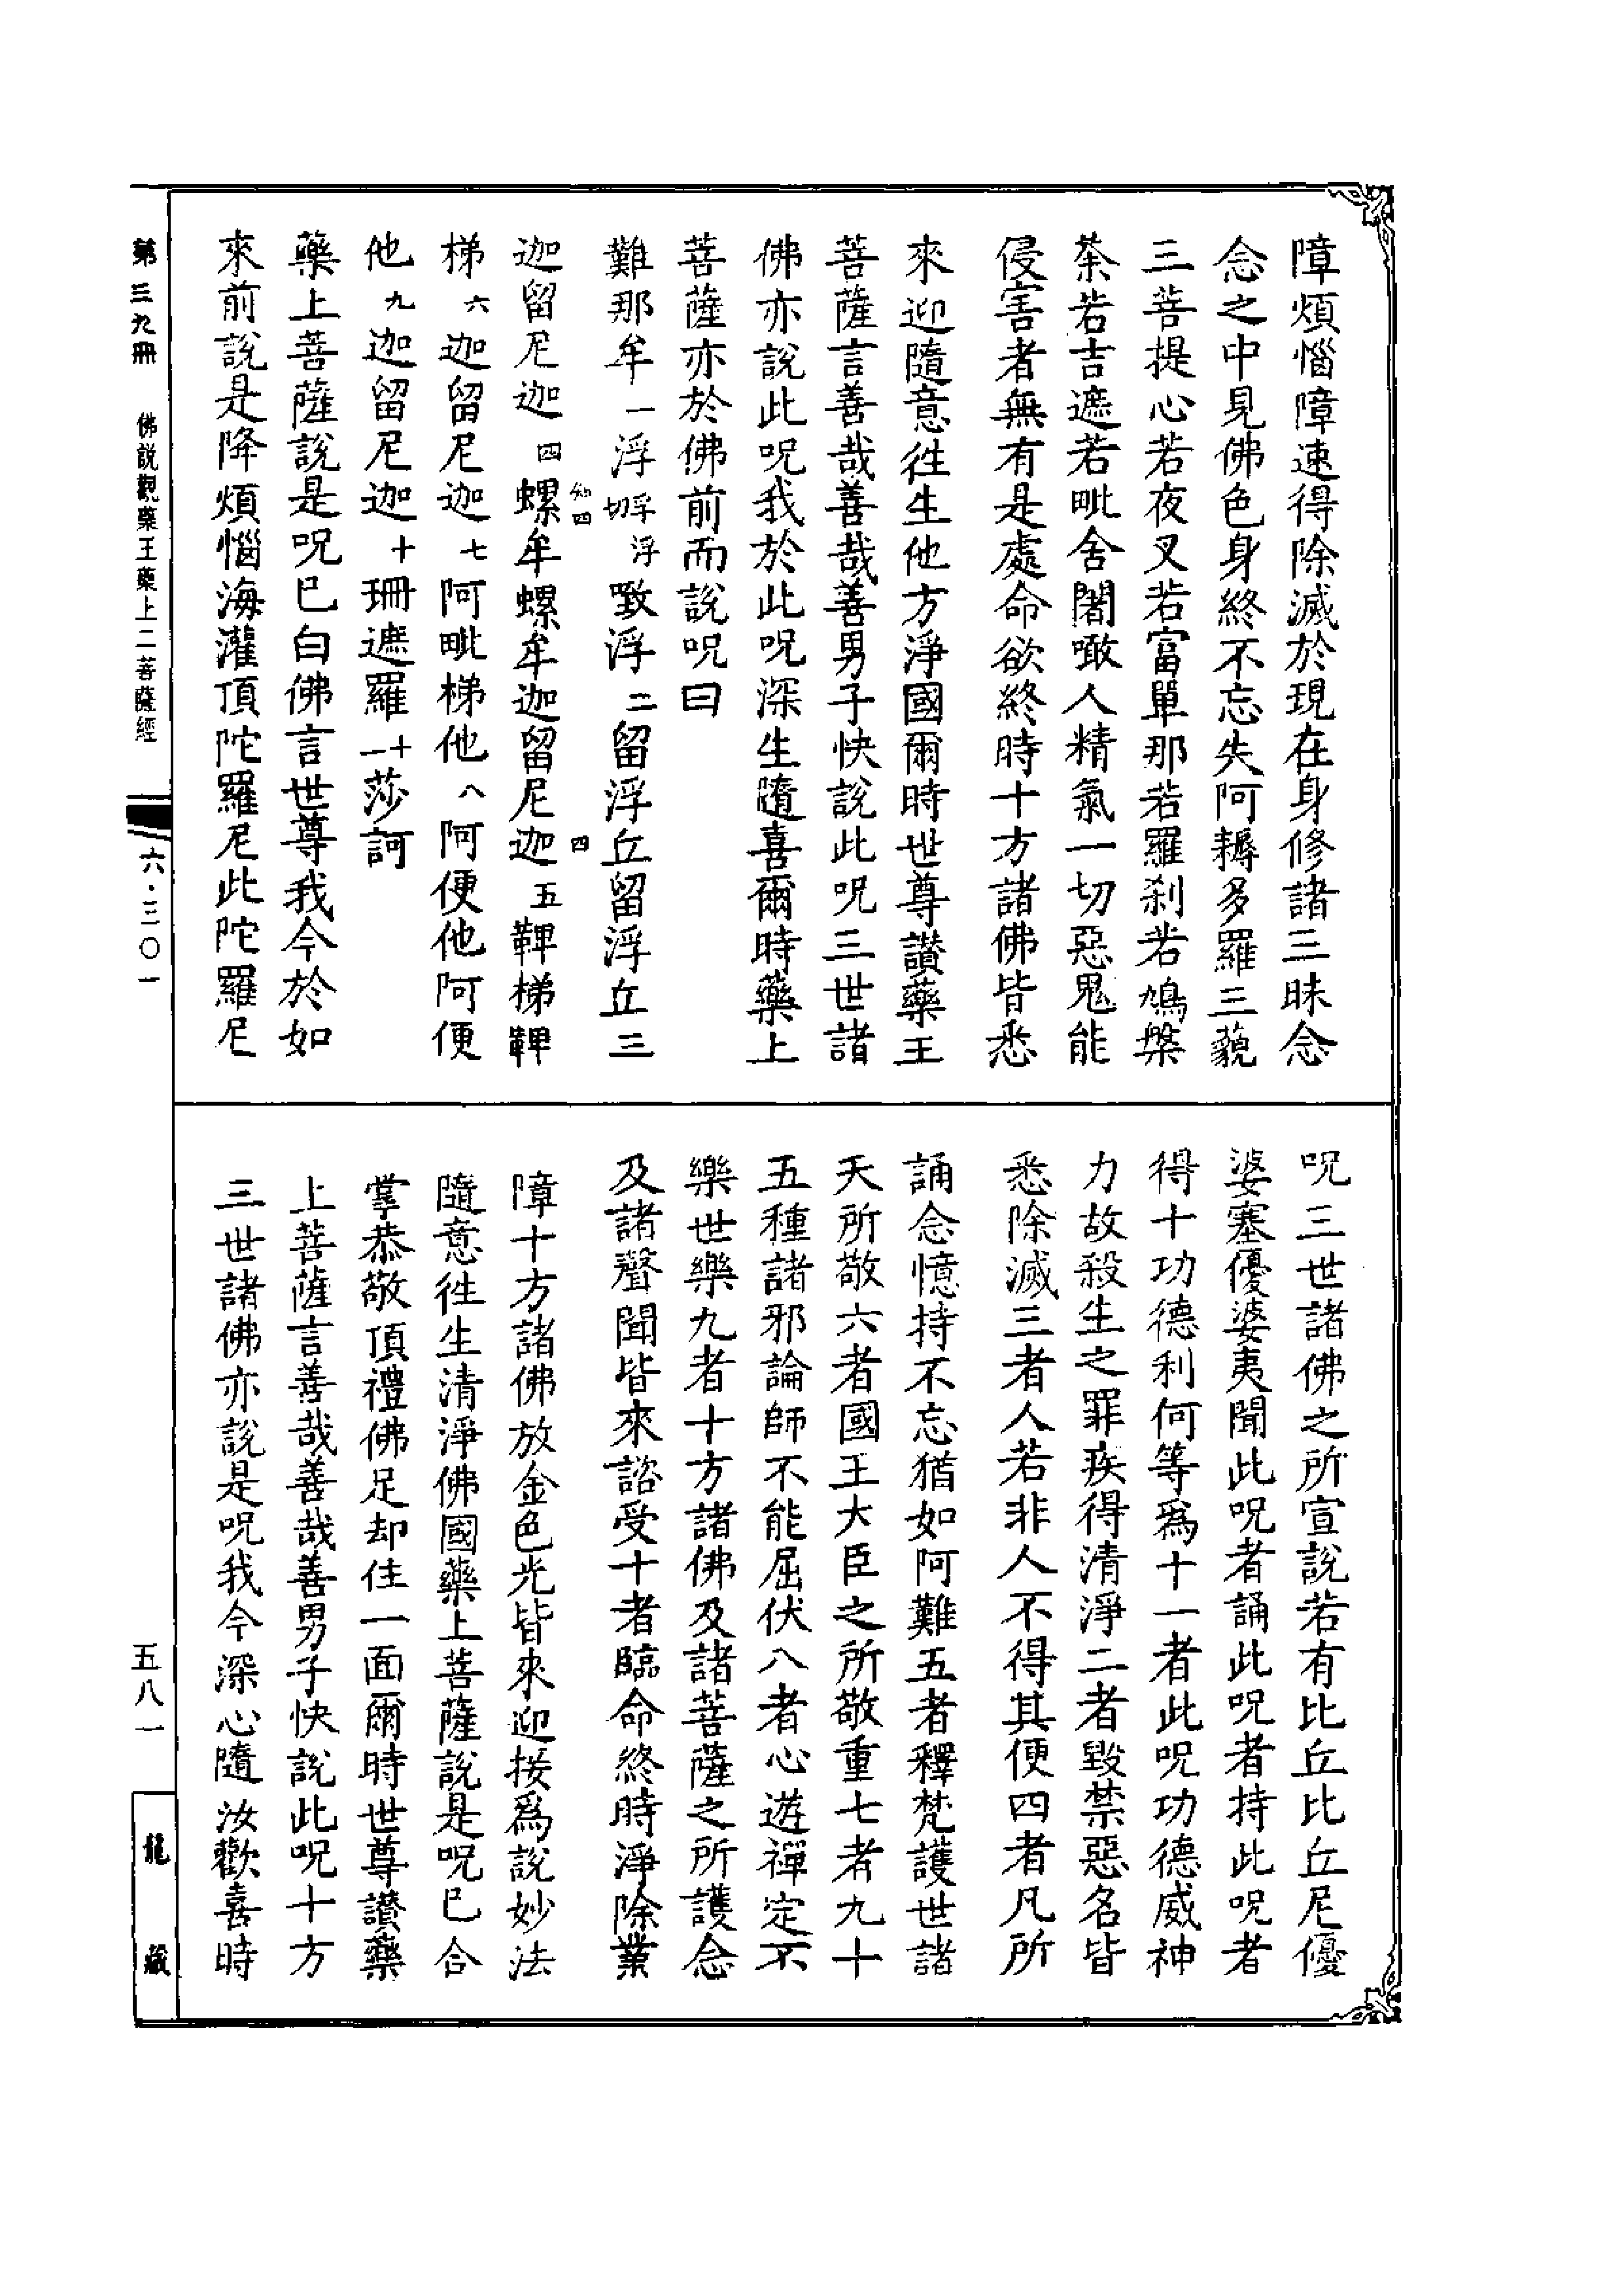 障煩惱障速得除滅於現在身修諸三昧念
念之中見佛色身終不忘失阿耨多羅三藐
三菩提心若夜叉若富單那若羅刹若鳩槃
茶若吉遮若毗舍闍噉人精氣一切惡鬼能
侵害者無有是處命欲終時十方諸佛皆悉
來迎隨意徃生他方淨國爾時世尊讃藥王
菩薩言善哉善哉善男子快說此呪三世諸
佛亦說此呪我於此呪深生隨喜爾時藥上
菩薩亦於佛前而說呪曰
難那牟一浮浮孚切㗧浮二留浮丘留浮丘三
迦留尼迦四螺牟螺牟迦留尼迦五鞞梯鞞
梯六迦留尼迦七阿毗梯他八阿便他阿便
他九迦留尼迦十珊遮羅十一莎訶
藥上菩薩說是呪已白佛言世尊我今於如
來前說是降煩惱海灌頂陀羅尼此陀羅尼
呪三世諸佛之所宣說若有比丘比丘尼優
婆塞優婆夷聞此呪者誦此呪者持此呪者
得十功德利何等爲十一者此呪功德威神
力故殺生之罪疾得清淨二者毀禁惡名皆
悉除滅三者人若非人不得其便四者凡所
誦念憶持不忘猶如阿難五者釋梵護世諸
天所敬六者國王大臣之所敬重七者九十
五種諸邪論師不能屈伏八者心遊禪定不
樂世樂九者十方諸佛及諸菩薩之所護念
及諸聲聞皆來諮受十者臨命終時淨除業
障十方諸佛放金色光皆來迎接爲說妙法
隨意徃生清淨佛國藥上菩薩說是呪已合
掌恭敬頂禮佛足却住一面爾時世尊讃藥
上菩薩言善哉善哉善男子快說此呪十方
三世諸佛亦說是呪我今深心隨汝歡喜時
第三九冊 佛説觀藥王藥上二菩薩經 六·三〇一
五八一
龍藏